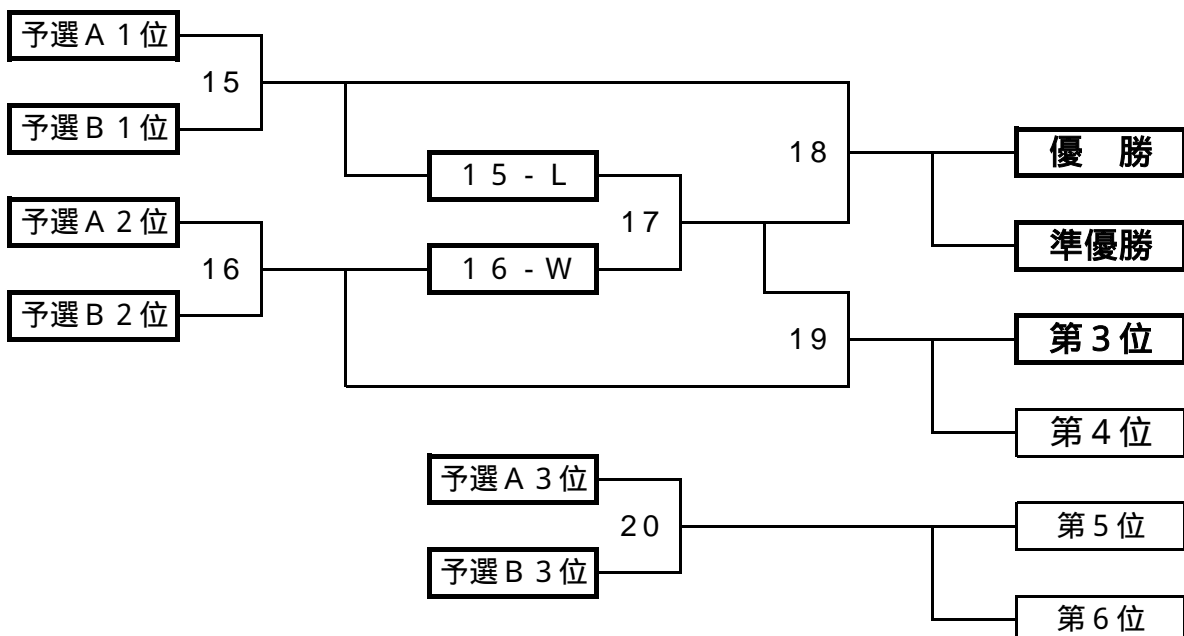 予選Ａ１位
15
予選Ｂ１位
18
優　勝
１５-Ｌ
予選Ａ２位
17
準優勝
16
１６-Ｗ
予選Ｂ２位
19
第３位
第４位
予選Ａ３位
20
第５位
予選Ｂ３位
第６位